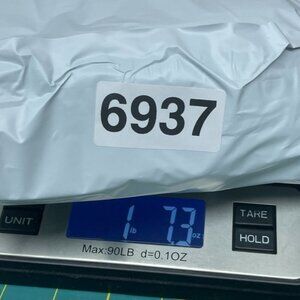 6937
UNIT
1 lb 7.3 oz
TARE
HOLD
Max:90LB d=0.1OZ